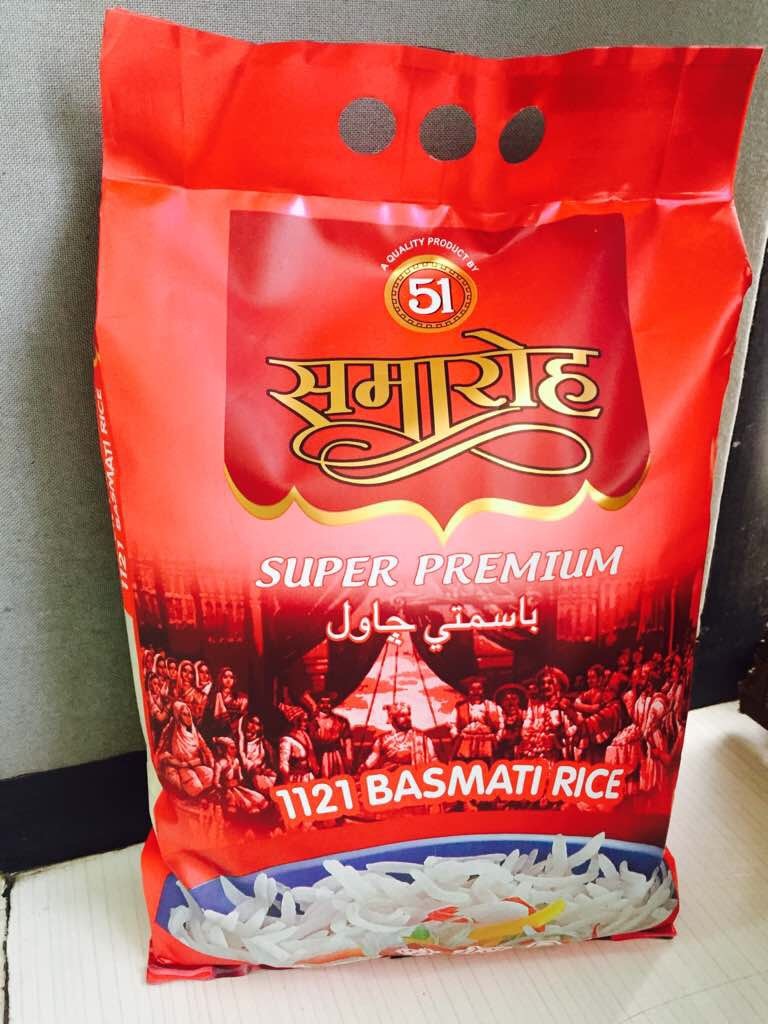 A QUALITY PRODUCT BY
51
समारोह
SUPER PREMIUM
باسمتي چاول
1121 BASMATI RICE
1121 BASMATI RICE